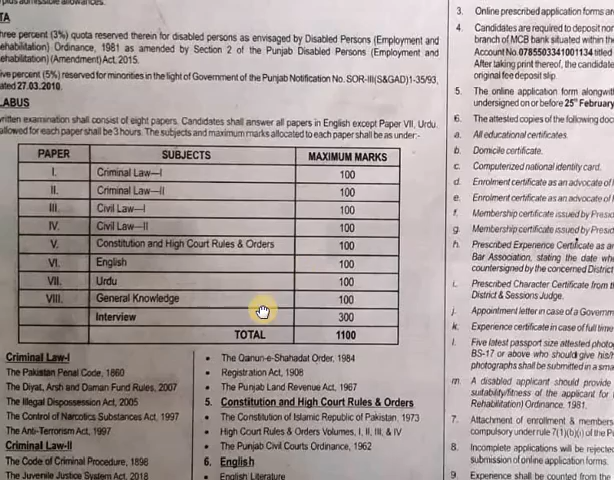 TA
three percent (3%) quota reserved therein for disabled persons as envisaged by Disabled Persons (Employment and
ehabilitation) Ordinance, 1981 as amended by Section 2 of the Punjab Disabled Persons (Employment and
ehabilitation) (Amendment) Act, 2015.
ive percent (5%) reserved for minorities in the light of Government of the Punjab Notification No. SOR-III(S&GAD)1-35/93,
ated 27.03.2010.
LABUS
written examination shall consist of eight papers. Candidates shall answer all papers in English except Paper VII, Urdu.
allowed for each paper shall be 3 hours. The subjects and maximum marks allocated to each paper shall be as under:-
PAPER SUBJECTS MAXIMUM MARKS
I. Criminal Law—I 100
II. Criminal Law—II 100
III. Civil Law—I 100
IV. Civil Law—II 100
V. Constitution and High Court Rules & Orders 100
VI. English 100
VII. Urdu 100
VIII. General Knowledge 100
Interview 300
TOTAL 1100
Criminal Law-I
The Pakistan Penal Code, 1860
The Diyat, Arsh and Daman Fund Rules, 2007
The Illegal Dispossession Act, 2005
The Control of Narcotics Substances Act, 1997
The Anti-Terrorism Act, 1997
Criminal Law-II
The Code of Criminal Procedure, 1898
The Juvenile Justice System Act, 2018
• The Qanun-e-Shahadat Order, 1984
• Registration Act, 1908
• The Punjab Land Revenue Act, 1967
5. Constitution and High Court Rules & Orders
• The Constitution of Islamic Republic of Pakistan, 1973
• High Court Rules & Orders Volumes, I, II, III, & IV
• The Punjab Civil Courts Ordinance, 1962
6. English
• English Literature
3. Online prescribed application forms ar
4. Candidates are required to deposit non
branch of MCB bank situated within the
Account No. 0785503341001134 titled
After taking print thereof, the candidate
original fee deposit slip.
5. The online application form alongwith
undersigned on or before 25th February
6. The attested copies of the following doc
a. All educational certificates.
b. Domicile certificate.
c. Computerized national identity card.
d. Enrolment certificate as an advocate of
e. Enrolment certificate as an advocate of
f. Membership certificate issued by Presid
g. Membership certificate issued by Presid
h. Prescribed Experience Certificate as an
Bar Association, stating the date wh
countersigned by the concerned District
i. Prescribed Character Certificate from t
District & Sessions Judge.
j. Appointment letter in case of a Governm
k. Experience certificate in case of full time
l. Five latest passport size attested photog
BS-17 or above who should give his/h
photographs shall be submitted in a sma
m. A disabled applicant should provide
suitability/fitness of the applicant for
Rehabilitation) Ordinance. 1981.
7. Attachment of enrollment & members
compulsory under rule 7(1)(b)(i) of the Pu
8. Incomplete applications will be rejected
submission of online application forms.
9. Experience shall be counted from the